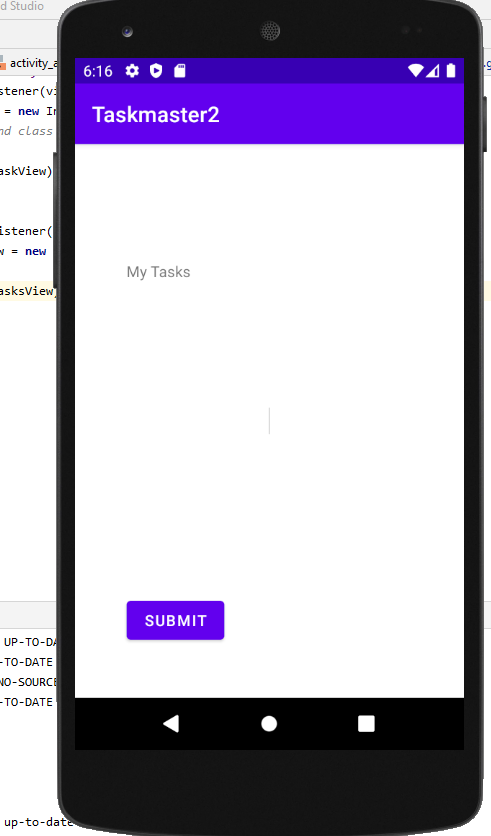 d Studio
activity_a
stener(vi
= new In
nd class
askView)
istener(
w = new
asksView
6:16
Taskmaster2
My Tasks
SUBMIT
UP-TO-DA
-TO-DATE
NO-SOURCE
-TO-DATE
up-to-date